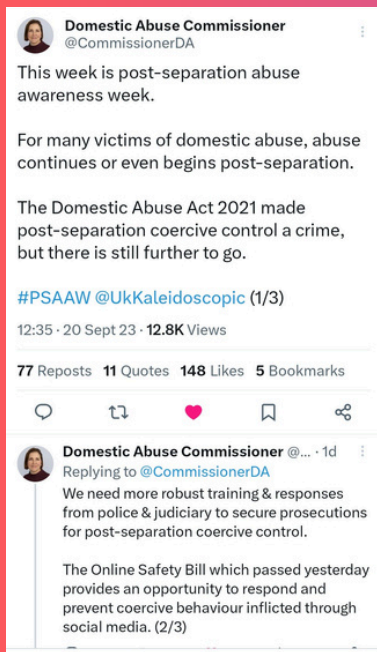 Domestic Abuse Commissioner
@CommissionerDA
This week is post-separation abuse
awareness week.
For many victims of domestic abuse, abuse
continues or even begins post-separation.
The Domestic Abuse Act 2021 made
post-separation coercive control a crime,
but there is still further to go.
#PSAAW @UkKaleidoscopic (1/3)
12:35 · 20 Sept 23 · 12.8K Views
77 Reposts 11 Quotes 148 Likes 5 Bookmarks
Domestic Abuse Commissioner @... · 1d
Replying to @CommissionerDA
We need more robust training & responses
from police & judiciary to secure prosecutions
for post-separation coercive control.
The Online Safety Bill which passed yesterday
provides an opportunity to respond and
prevent coercive behaviour inflicted through
social media. (2/3)